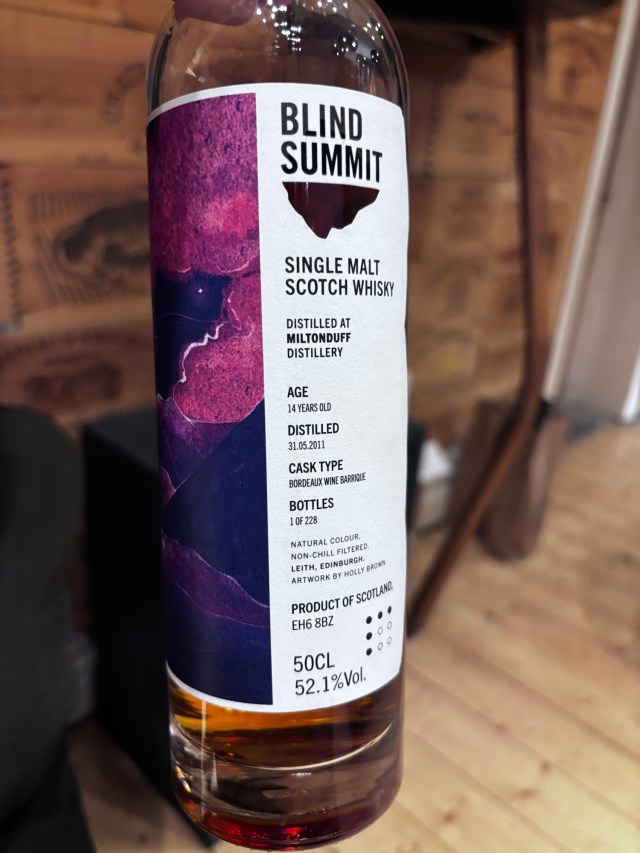 BLIND
SUMMIT
SINGLE MALT
SCOTCH WHISKY
DISTILLED AT
MILTONDUFF
DISTILLERY
AGE
14 YEARS OLD
DISTILLED
31.05.2011
CASK TYPE
BORDEAUX WINE BARRIQUE
BOTTLES
1 OF 228
NATURAL COLOUR,
NON-CHILL FILTERED.
LEITH, EDINBURGH.
ARTWORK BY HOLLY BROWN
PRODUCT OF SCOTLAND.
EH6 8BZ
50CL
52.1%Vol.